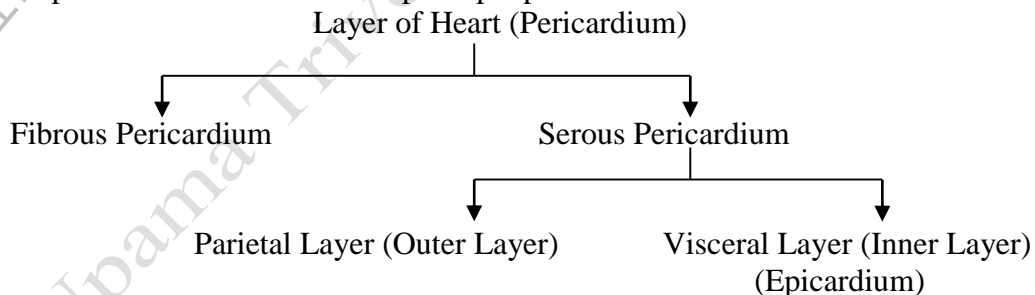 Layer of Heart (Pericardium)
Fibrous Pericardium Serous Pericardium
Parietal Layer (Outer Layer) Visceral Layer (Inner Layer)
(Epicardium)